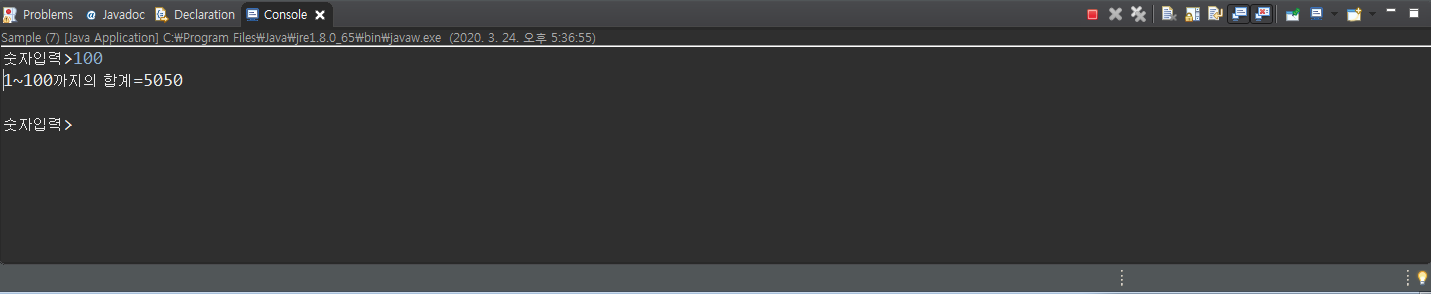 Problems Javadoc Declaration Console
Sample (7) [Java Application] C:₩Program Files₩Java₩jre1.8.0_65₩bin₩javaw.exe (2020. 3. 24. 오후 5:36:55)
숫자입력>100
1~100까지의 합계=5050
숫자입력>